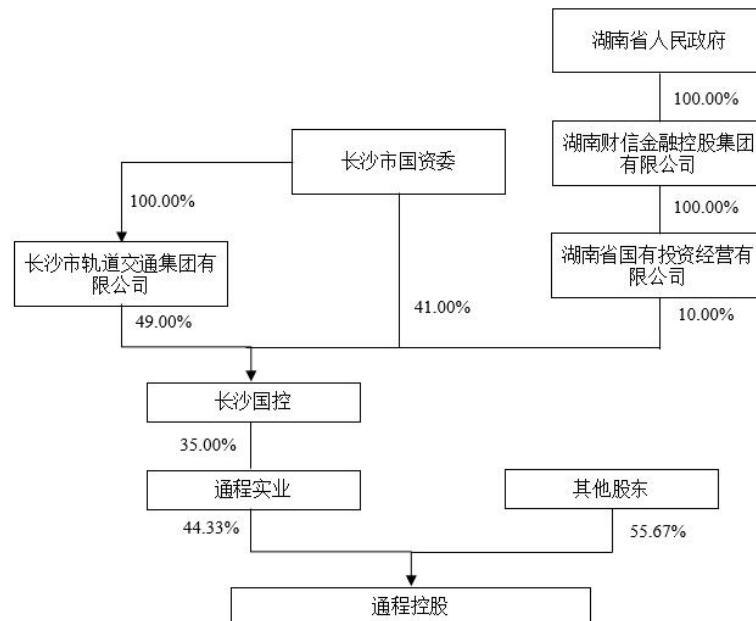 湖南省人民政府
100.00%
长沙市国资委
湖南财信金融控股集团
有限公司
100.00%
100.00%
长沙市轨道交通集团有
限公司
湖南省国有投资经营有
限公司
49.00%
41.00%
10.00%
长沙国控
35.00%
通程实业
其他股东
44.33%
55.67%
通程控股